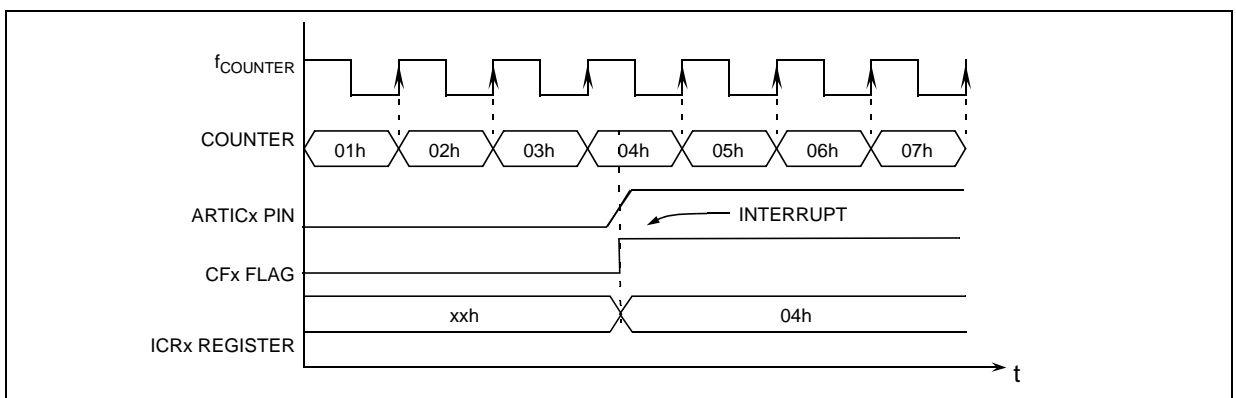 fCOUNTER
COUNTER
01h 02h 03h 04h 05h 06h 07h
ARTICx PIN
INTERRUPT
CFx FLAG
xxh 04h
ICRx REGISTER
t